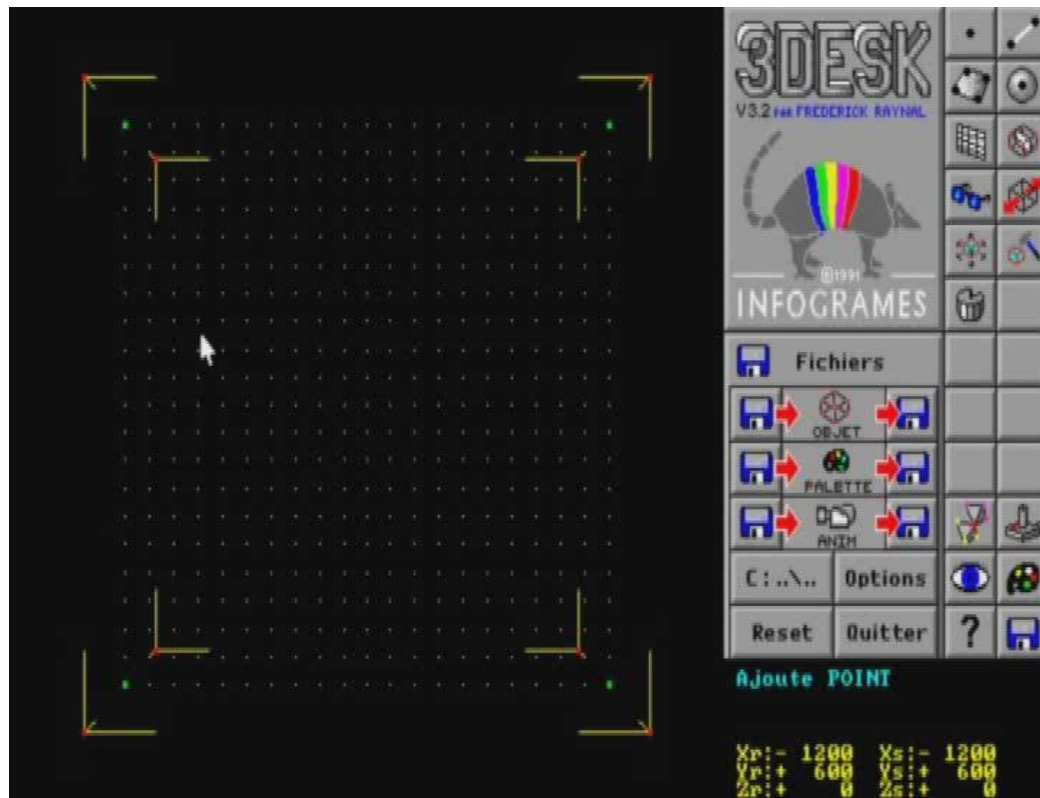 3DESK
V3.2 PAR FREDERICK RAYNAL
©1991
INFOGRAMES
Fichiers
OBJET
PALETTE
ANIM
C:..\.. Options
Reset Quitter ?
Ajoute POINT
Xr:- 1200 Xs:- 1200
Yr:+ 600 Ys:+ 600
Zr:+ 0 Zs:+ 0